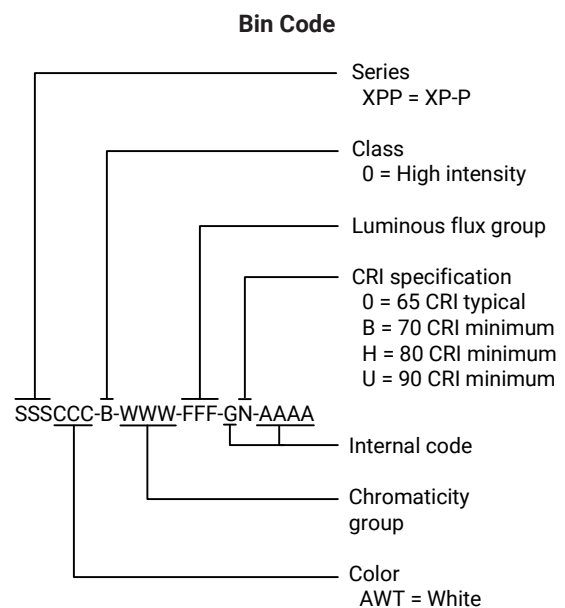 Bin Code
Series
XPP = XP-P
Class
0 = High intensity
Luminous flux group
CRI specification
0 = 65 CRI typical
B = 70 CRI minimum
H = 80 CRI minimum
U = 90 CRI minimum
SSSCCC-B-WWW-FFF-GN-AAAA
Internal code
Chromaticity
group
Color
AWT = White